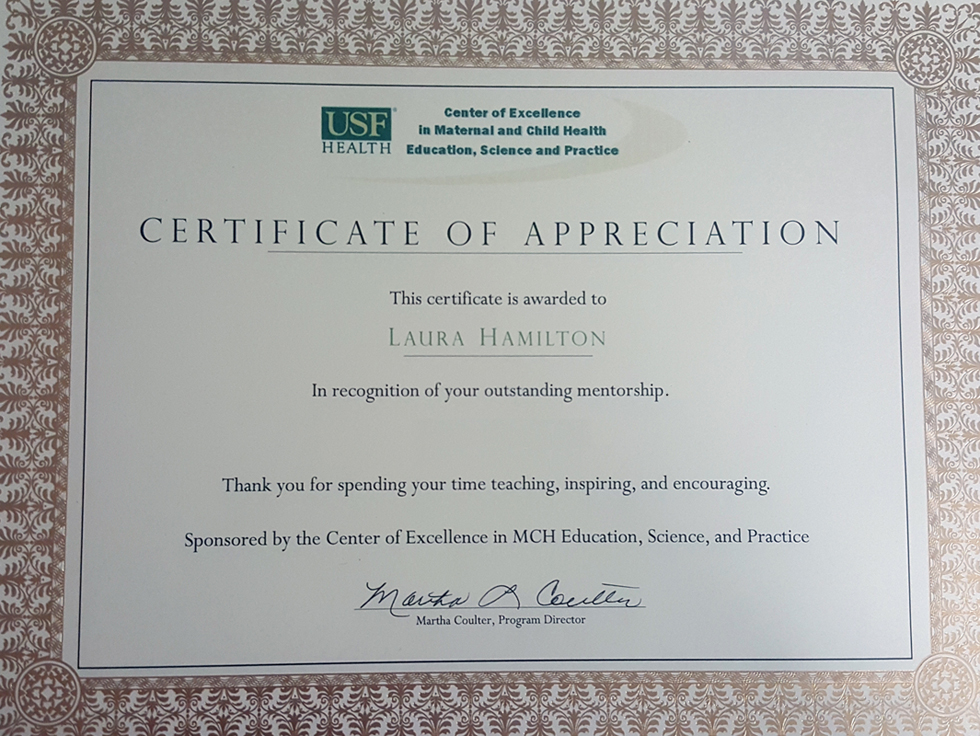 USF
HEALTH
Center of Excellence
in Maternal and Child Health
Education, Science and Practice
CERTIFICATE OF APPRECIATION
This certificate is awarded to
LAURA HAMILTON
In recognition of your outstanding mentorship.
Thank you for spending your time teaching, inspiring, and encouraging.
Sponsored by the Center of Excellence in MCH Education, Science, and Practice
Martha L Coulter
Martha Coulter, Program Director